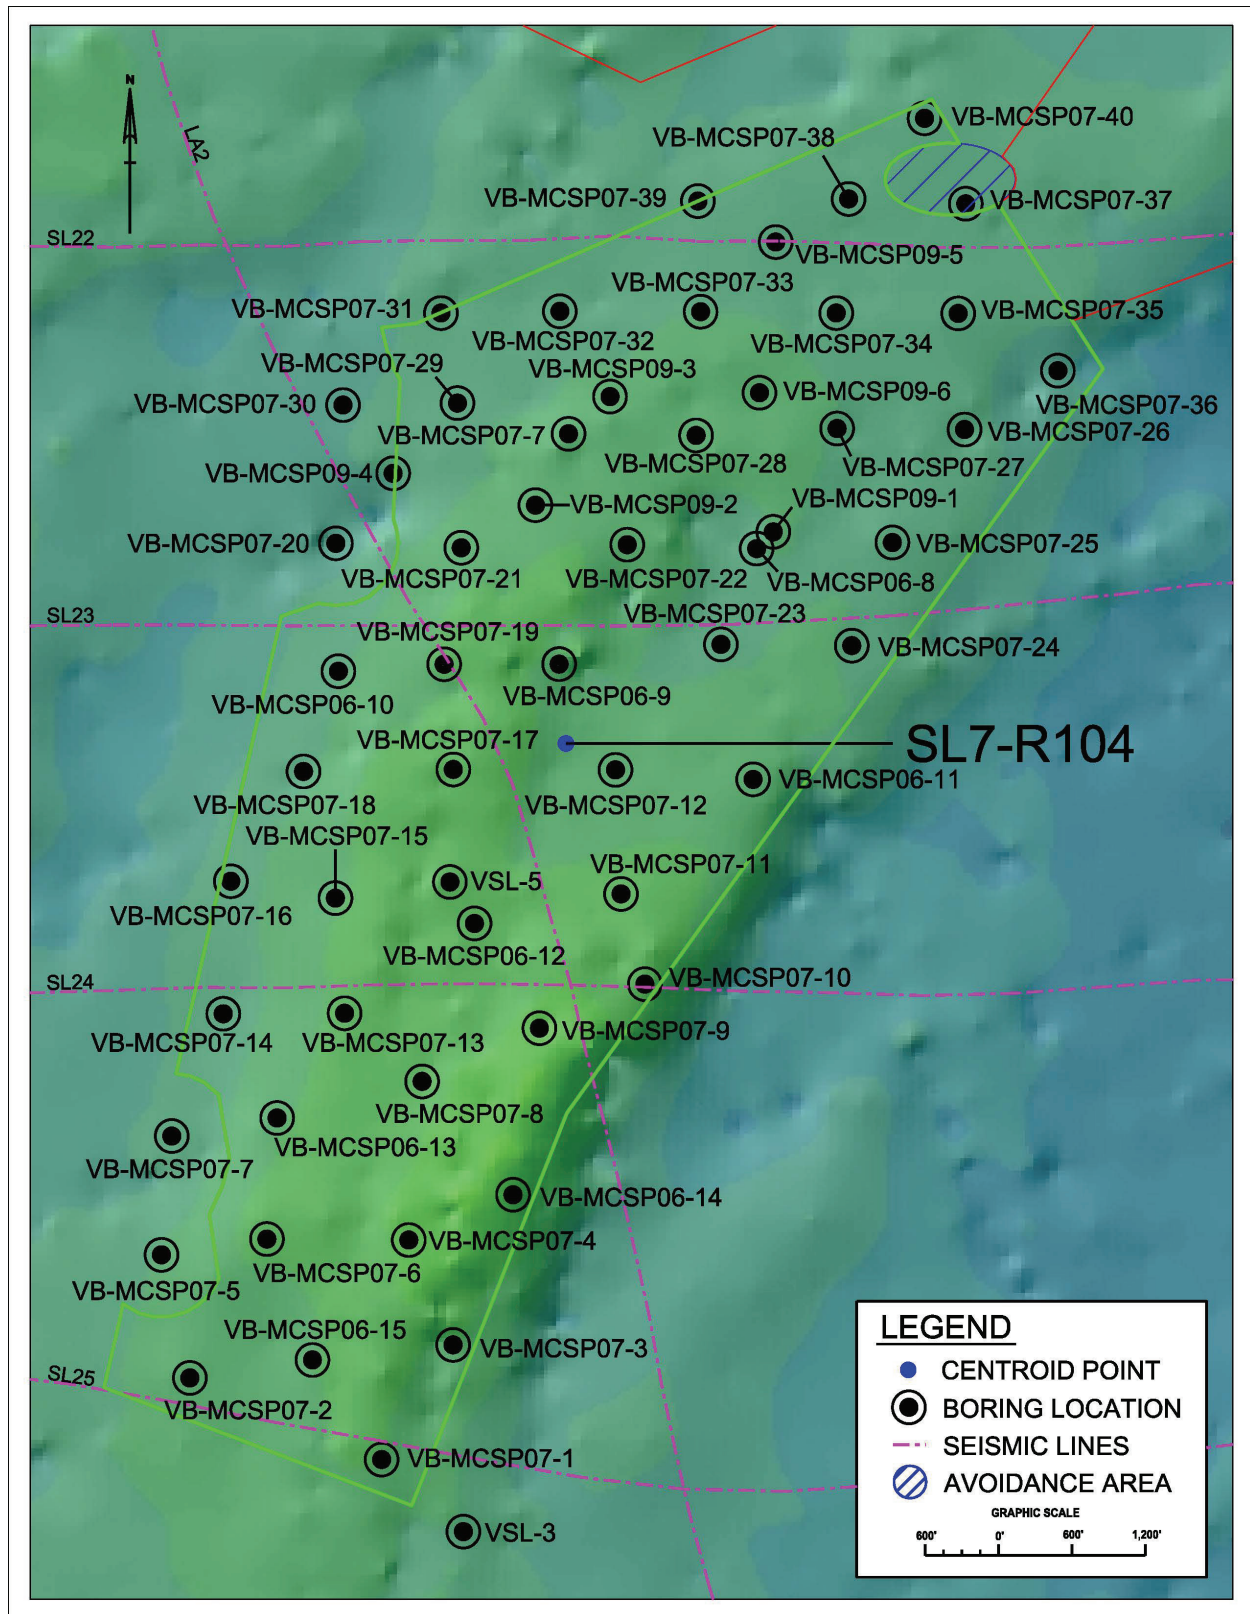 N
VB-MCSP07-40
VB-MCSP07-38
LA2
VB-MCSP07-39
VB-MCSP07-37
SL22
VB-MCSP09-5
VB-MCSP07-33
VB-MCSP07-31
VB-MCSP07-35
VB-MCSP07-32
VB-MCSP07-34
VB-MCSP07-29
VB-MCSP09-3
VB-MCSP09-6
VB-MCSP07-30
VB-MCSP07-36
VB-MCSP07-7
VB-MCSP07-26
VB-MCSP07-28
VB-MCSP07-27
VB-MCSP09-4
VB-MCSP09-1
VB-MCSP09-2
VB-MCSP07-20
VB-MCSP07-25
VB-MCSP07-21
VB-MCSP07-22
VB-MCSP06-8
SL23
VB-MCSP07-23
VB-MCSP07-19
VB-MCSP07-24
VB-MCSP06-10
VB-MCSP06-9
VB-MCSP07-17
SL7-R104
VB-MCSP07-18
VB-MCSP07-12
VB-MCSP06-11
VB-MCSP07-15
VB-MCSP07-11
VSL-5
VB-MCSP07-16
VB-MCSP06-12
SL24
VB-MCSP07-10
VB-MCSP07-9
VB-MCSP07-14
VB-MCSP07-13
VB-MCSP07-8
VB-MCSP06-13
VB-MCSP07-7
VB-MCSP06-14
VB-MCSP07-4
VB-MCSP07-6
VB-MCSP07-5
VB-MCSP06-15
VB-MCSP07-3
SL25
VB-MCSP07-2
VB-MCSP07-1
VSL-3
LEGEND
CENTROID POINT
BORING LOCATION
SEISMIC LINES
AVOIDANCE AREA
GRAPHIC SCALE
600' 0' 600' 1,200'